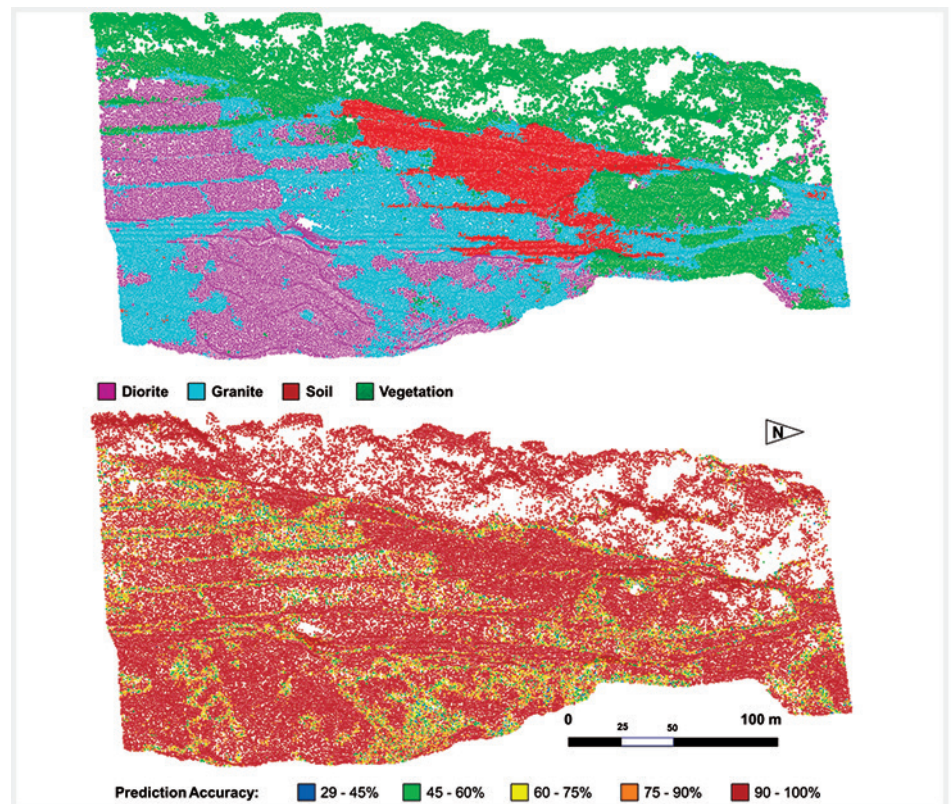 Diorite Granite Soil Vegetation
N
0 25 50 100 m
Prediction Accuracy: 29 - 45% 45 - 60% 60 - 75% 75 - 90% 90 - 100%